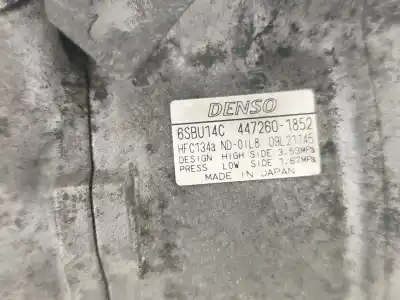 DENSO
6SBU14C 447260-1852
HFC134a ND-OIL8 09L21145
DESIGN HIGH SIDE 3.53MPa
PRESS LOW SIDE 1.67MPa
MADE IN JAPAN